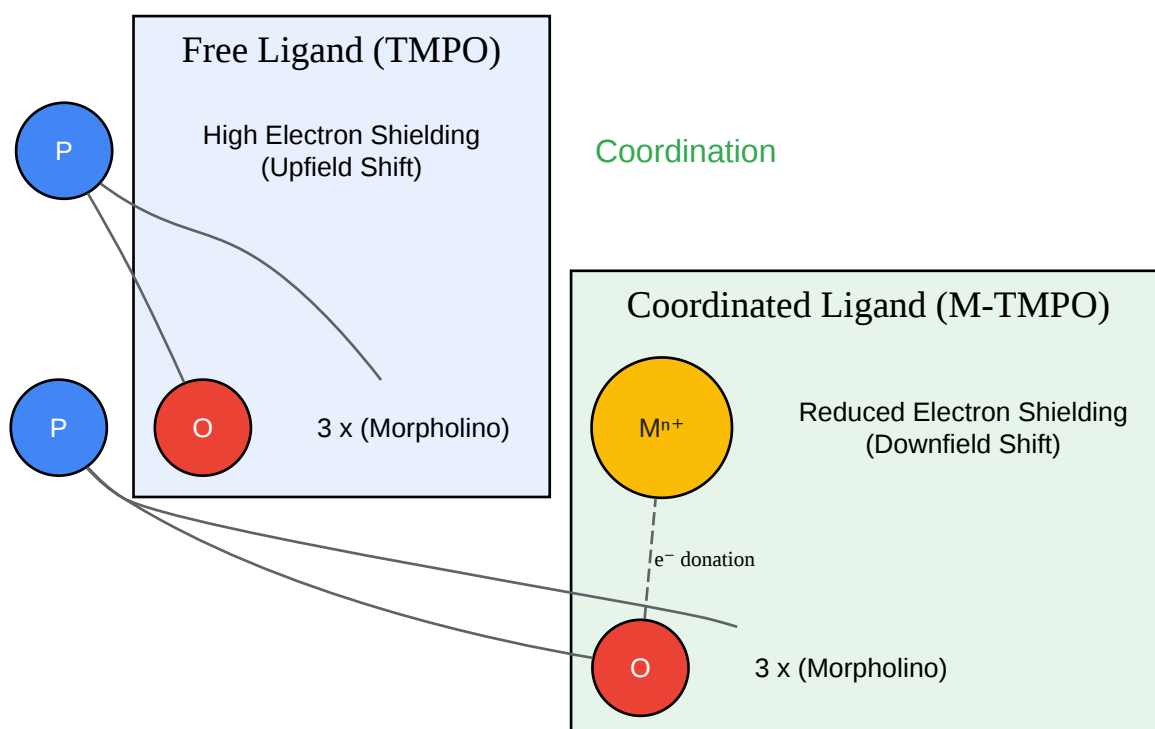 Free Ligand (TMPO)
High Electron Shielding
(Upfield Shift)
P
Coordination
Coordinated Ligand (M-TMPO)
P
O
3 x (Morpholino)
Mⁿ⁺
Reduced Electron Shielding
(Downfield Shift)
e⁻ donation
O
3 x (Morpholino)